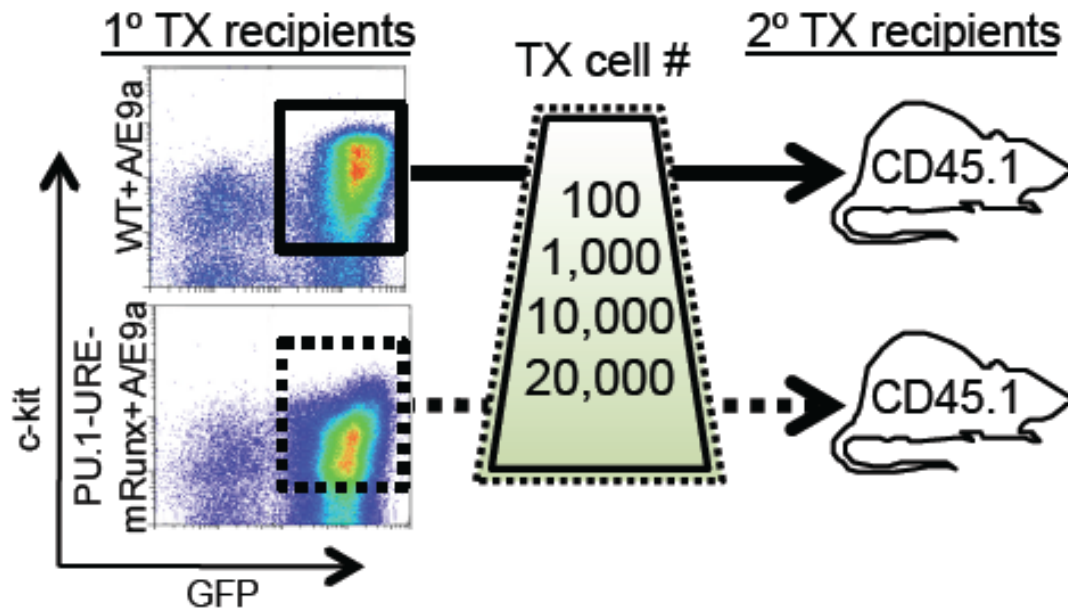 1º TX recipients
TX cell #
2º TX recipients
WT+A/E9a
PU.1-URE-
mRunx+A/E9a
c-kit
GFP
100
1,000
10,000
20,000
CD45.1
CD45.1